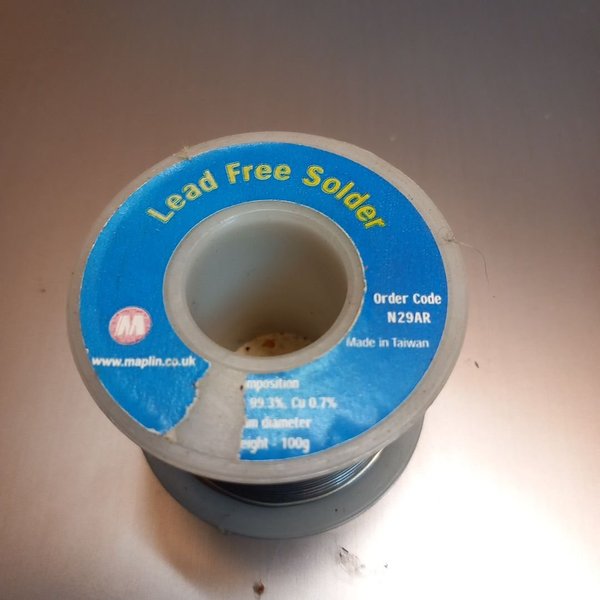 Lead Free Solder
Order Code
N29AR
Made in Taiwan
M
www.maplin.co.uk
mposition
99.3%, Cu 0.7%
m diameter
eight - 100g